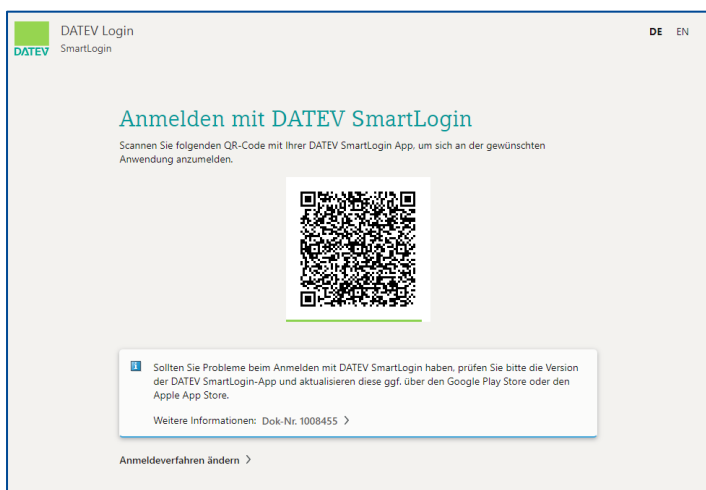 DATEV Login
DE EN
DATEV
SmartLogin
Anmelden mit DATEV SmartLogin
Scannen Sie folgenden QR-Code mit Ihrer DATEV SmartLogin App, um sich an der gewünschten
Anwendung anzumelden.
Sollten Sie Probleme beim Anmelden mit DATEV SmartLogin haben, prüfen Sie bitte die Version
der DATEV SmartLogin-App und aktualisieren diese ggf. über den Google Play Store oder den
Apple App Store.
Weitere Informationen: Dok-Nr. 1008455 >
Anmeldeverfahren ändern >